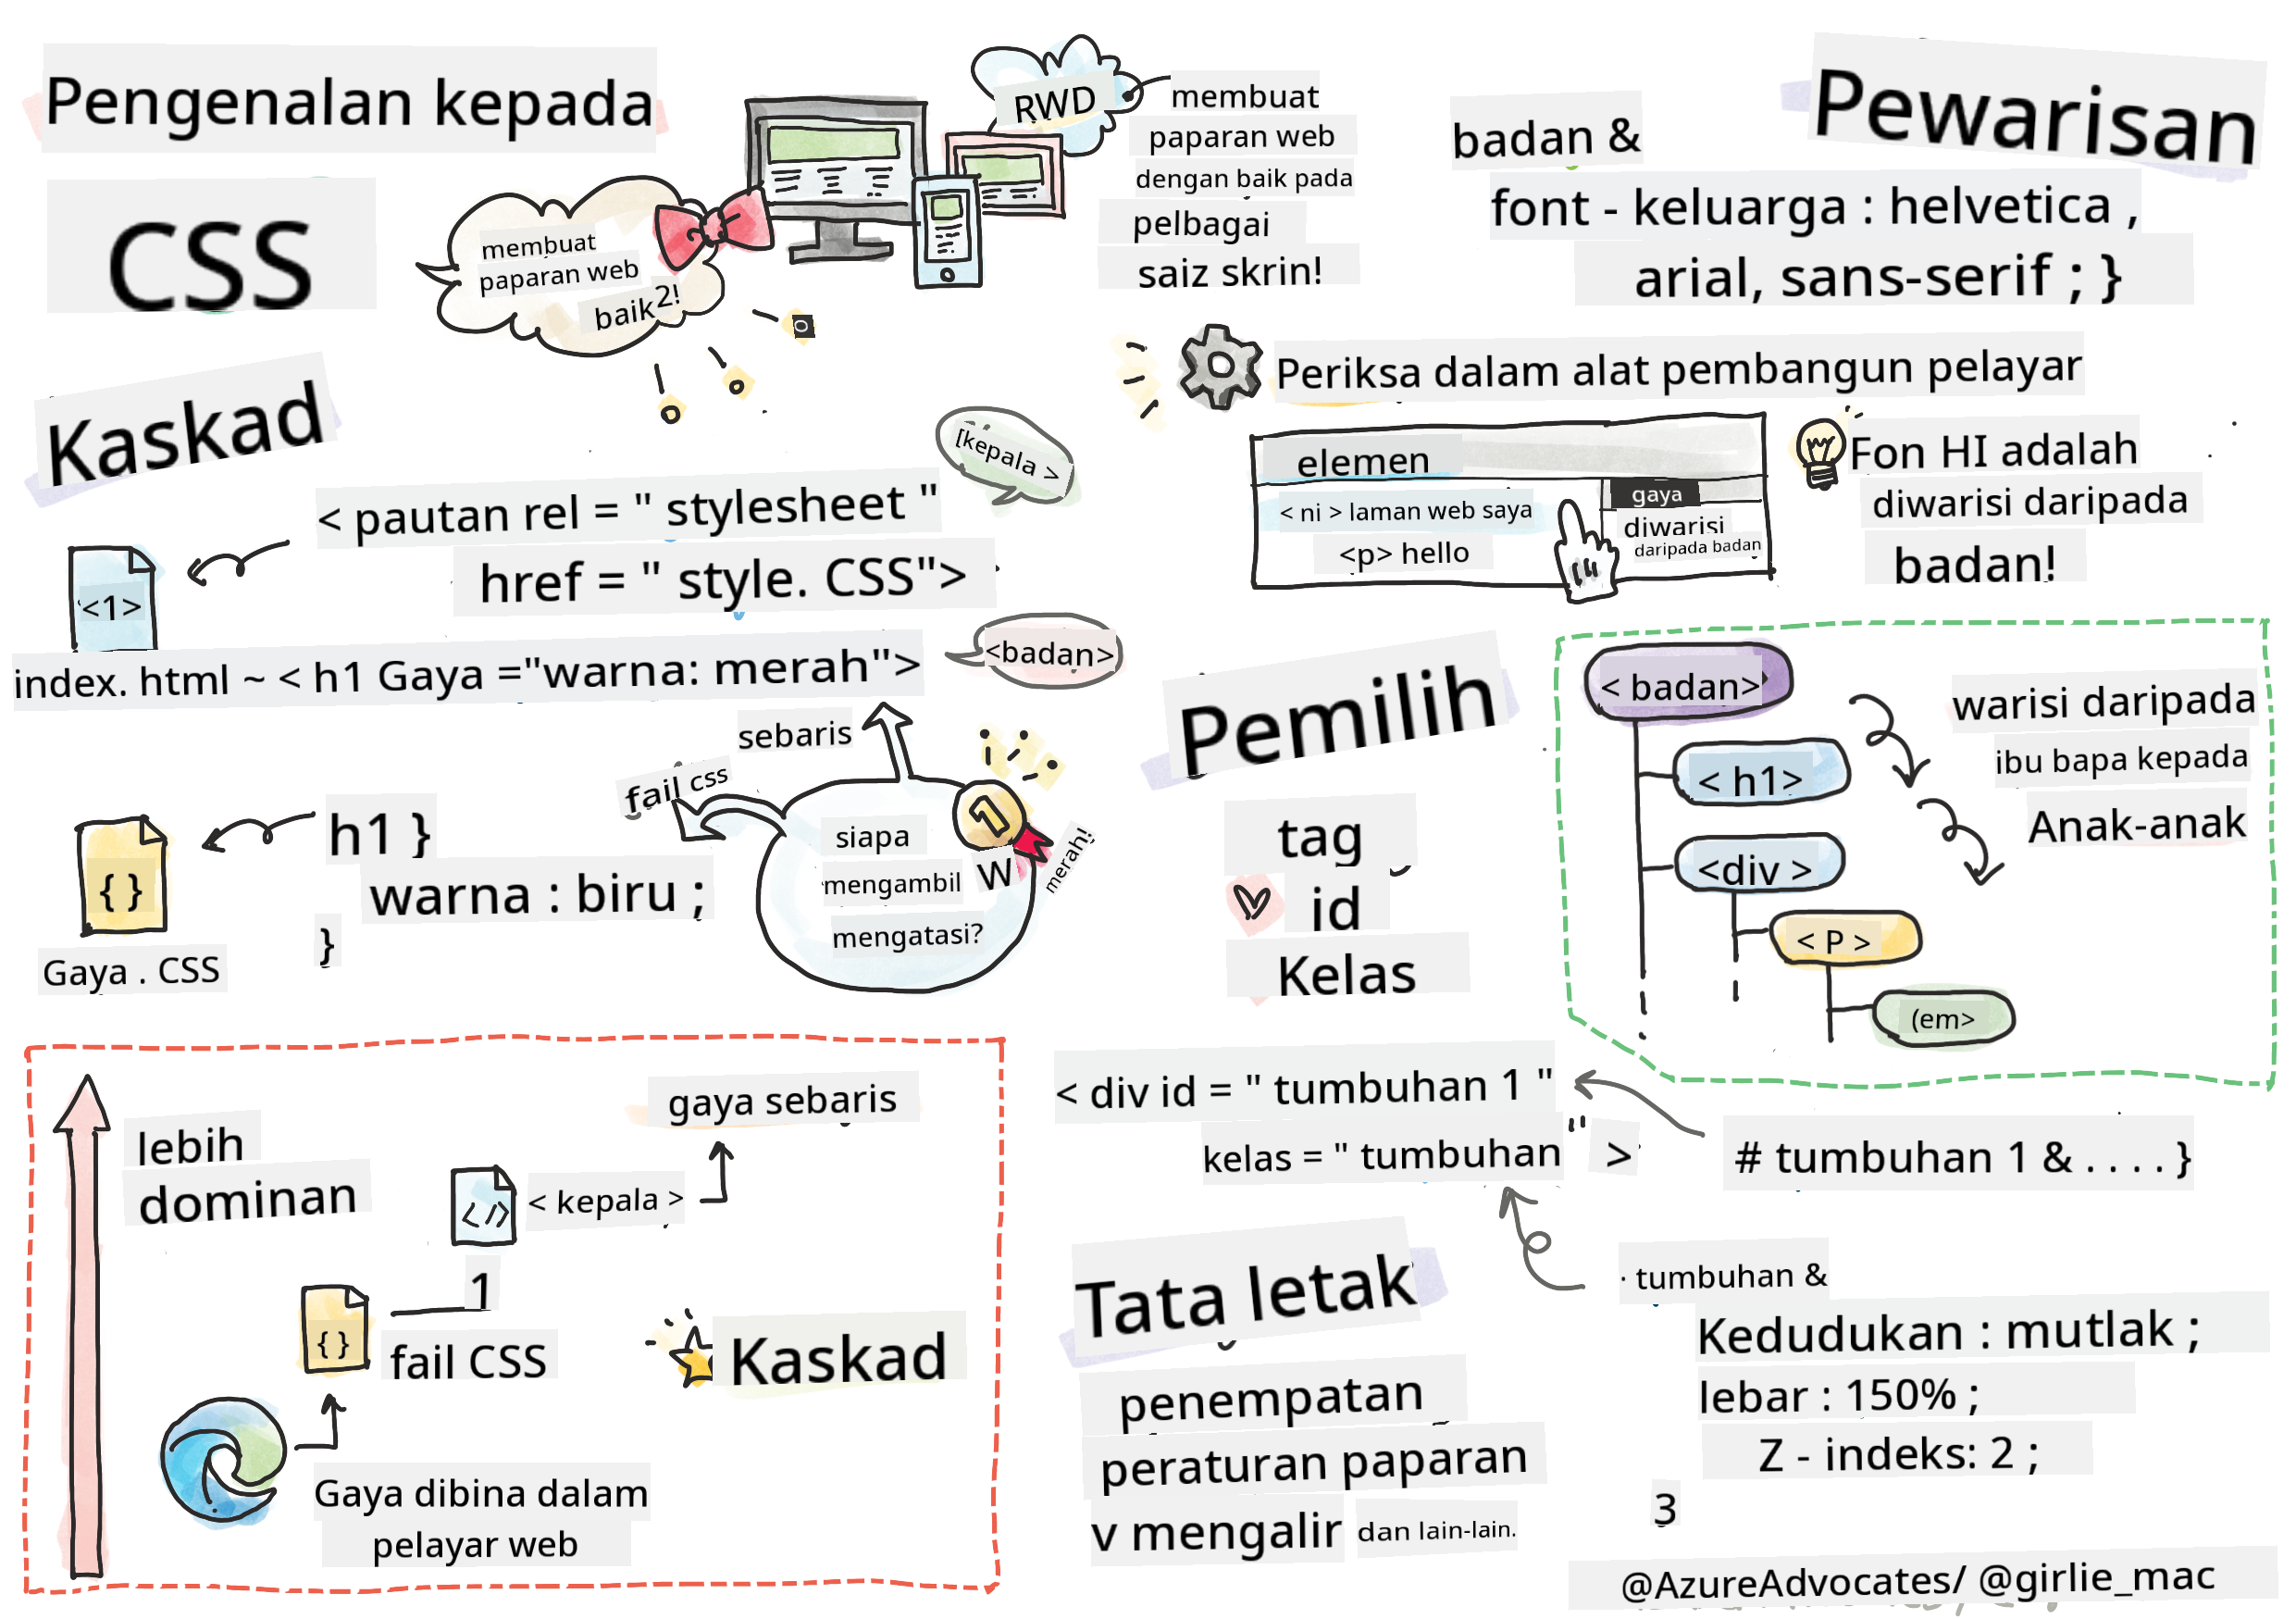 Pengenalan kepada
CSS
membuat
paparan web
baik2!
RWD
membuat
paparan web
dengan baik pada
pelbagai
saiz skrin!
Kaskad
[kepala >
< pautan rel = " stylesheet "
href = " style. CSS">
<1>
index. html ~ < h1 Gaya ="warna: merah">
<badan>
sebaris
fail css
h1 }
warna : biru ;
}
{ }
Gaya . CSS
1
siapa
mengambil
W
merah!
mengatasi?
lebih
dominan
gaya sebaris
</>
< kepala >
1
{ }
fail CSS
Kaskad
Gaya dibina dalam
pelayar web
Pewarisan
badan &
font - keluarga : helvetica ,
arial, sans-serif ; }
Periksa dalam alat pembangun pelayar
elemen
< ni > laman web saya
<p> hello
gaya
diwarisi
daripada badan
Fon HI adalah
diwarisi daripada
badan!
Pemilih
tag
id
Kelas
< badan>
< h1>
<div >
< P >
(em>
warisi daripada
ibu bapa kepada
Anak-anak
< div id = " tumbuhan 1 "
kelas = " tumbuhan " >
# tumbuhan 1 & . . . . }
· tumbuhan &
Kedudukan : mutlak ;
lebar : 150% ;
Z - indeks: 2 ;
3
Tata letak
penempatan
peraturan paparan
v mengalir dan lain-lain.
@AzureAdvocates/ @girlie_mac